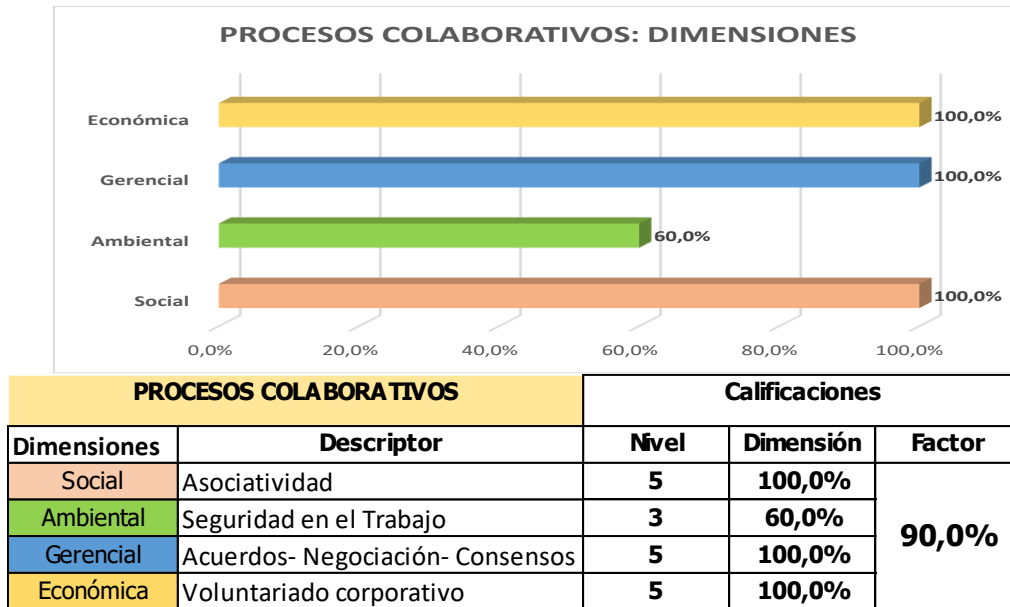 PROCESOS COLABORATIVOS: DIMENSIONES
Económica 100,0%
Gerencial 100,0%
Ambiental 60,0%
Social 100,0%
0,0% 20,0% 40,0% 60,0% 80,0% 100,0%
PROCESOS COLABORATIVOS Calificaciones
Dimensiones Descriptor Nivel Dimensión Factor
Social Asociatividad 5 100,0%
Ambiental Seguridad en el Trabajo 3 60,0%
90,0%
Gerencial Acuerdos- Negociación- Consensos 5 100,0%
Económica Voluntariado corporativo 5 100,0%